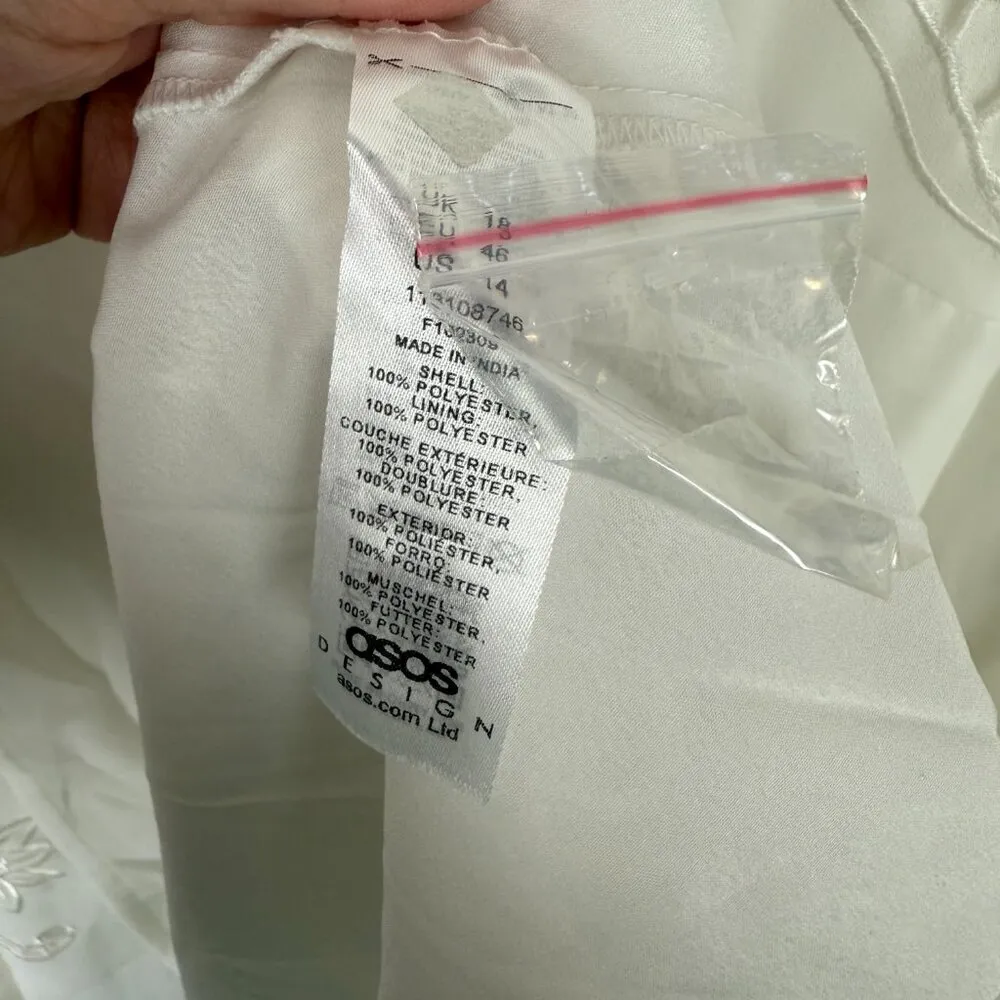 UK 18
EU 46
US 14
113108746
MADE IN INDIA
SHELL:
100% POLYESTER,
LINING:
100% POLYESTER
COUCHE EXTÉRIEURE:
100% POLYESTER,
DOUBLURE:
100% POLYESTER
EXTERIOR:
100% POLIÉSTER,
FORRO:
100% POLIÉSTER
MUSCHEL:
100% POLYESTER,
FUTTER:
100% POLYESTER
asos
DESIGN
asos.com Ltd